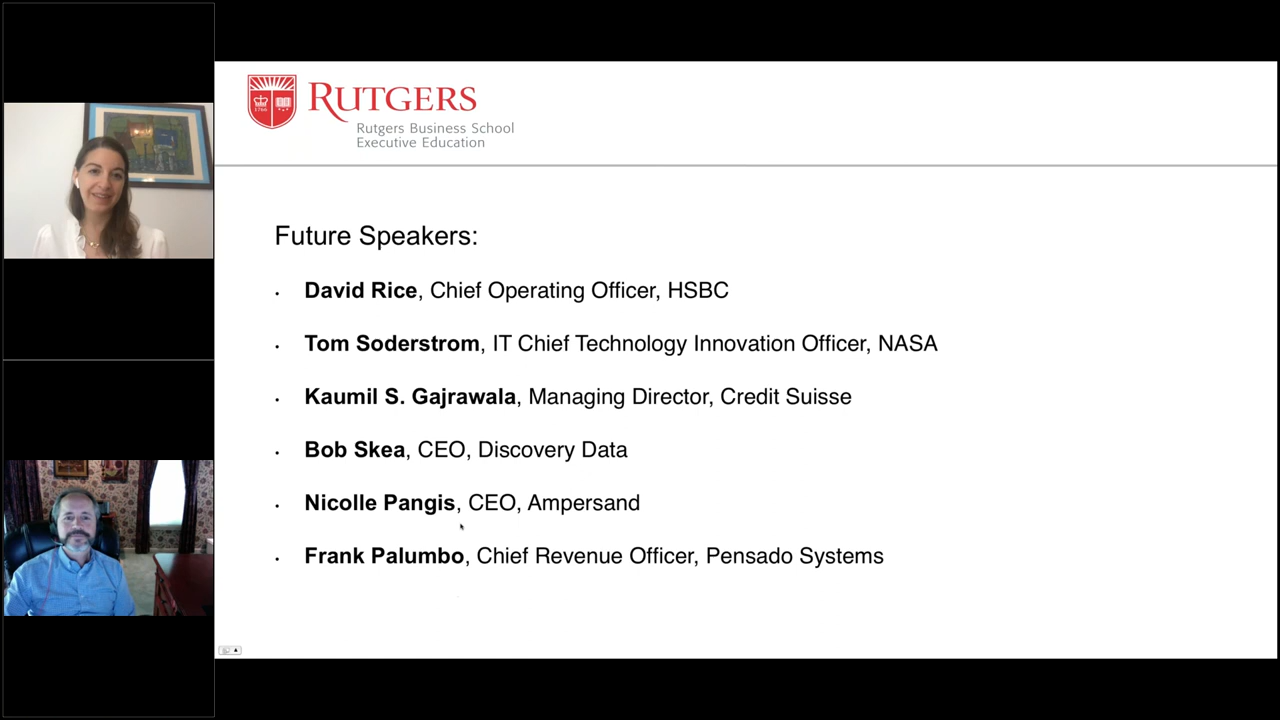 1766
RUTGERS
Rutgers Business School
Executive Education
Future Speakers:
• David Rice, Chief Operating Officer, HSBC
• Tom Soderstrom, IT Chief Technology Innovation Officer, NASA
• Kaumil S. Gajrawala, Managing Director, Credit Suisse
• Bob Skea, CEO, Discovery Data
• Nicolle Pangis, CEO, Ampersand
• Frank Palumbo, Chief Revenue Officer, Pensado Systems